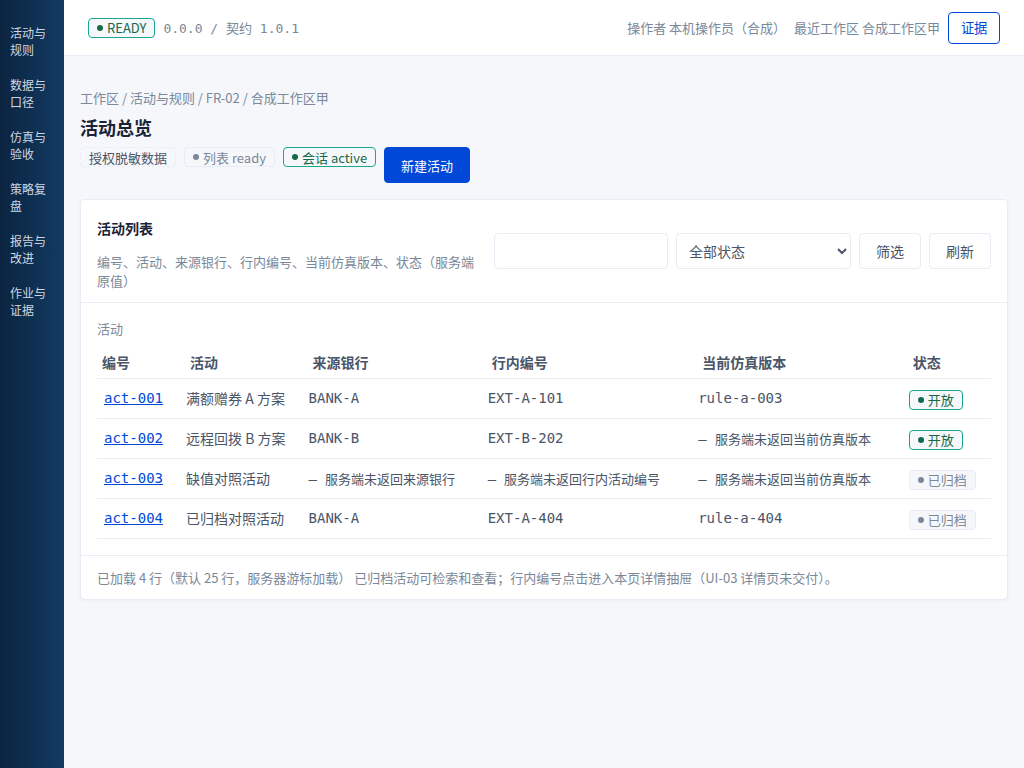 活动与
规则
数据与
口径
仿真与
验收
策略复
盘
报告与
改进
作业与
证据
READY 0.0.0 / 契约 1.0.1 操作者 本机操作员（合成） 最近工作区 合成工作区甲 证据
工作区 / 活动与规则 / FR-02 / 合成工作区甲
活动总览
授权脱敏数据 列表 ready 会话 active 新建活动
活动列表
编号、活动、来源银行、行内编号、当前仿真版本、状态（服务端
原值）
全部状态 筛选 刷新
活动
编号 活动 来源银行 行内编号 当前仿真版本 状态
act-001 满额赠券 A 方案 BANK-A EXT-A-101 rule-a-003 开放
act-002 远程回拨 B 方案 BANK-B EXT-B-202 — 服务端未返回当前仿真版本 开放
act-003 缺值对照活动 — 服务端未返回来源银行 — 服务端未返回行内活动编号 — 服务端未返回当前仿真版本 已归档
act-004 已归档对照活动 BANK-A EXT-A-404 rule-a-404 已归档
已加载 4 行（默认 25 行，服务器游标加载） 已归档活动可检索和查看；行内编号点击进入本页详情抽屉（UI-03 详情页未交付）。